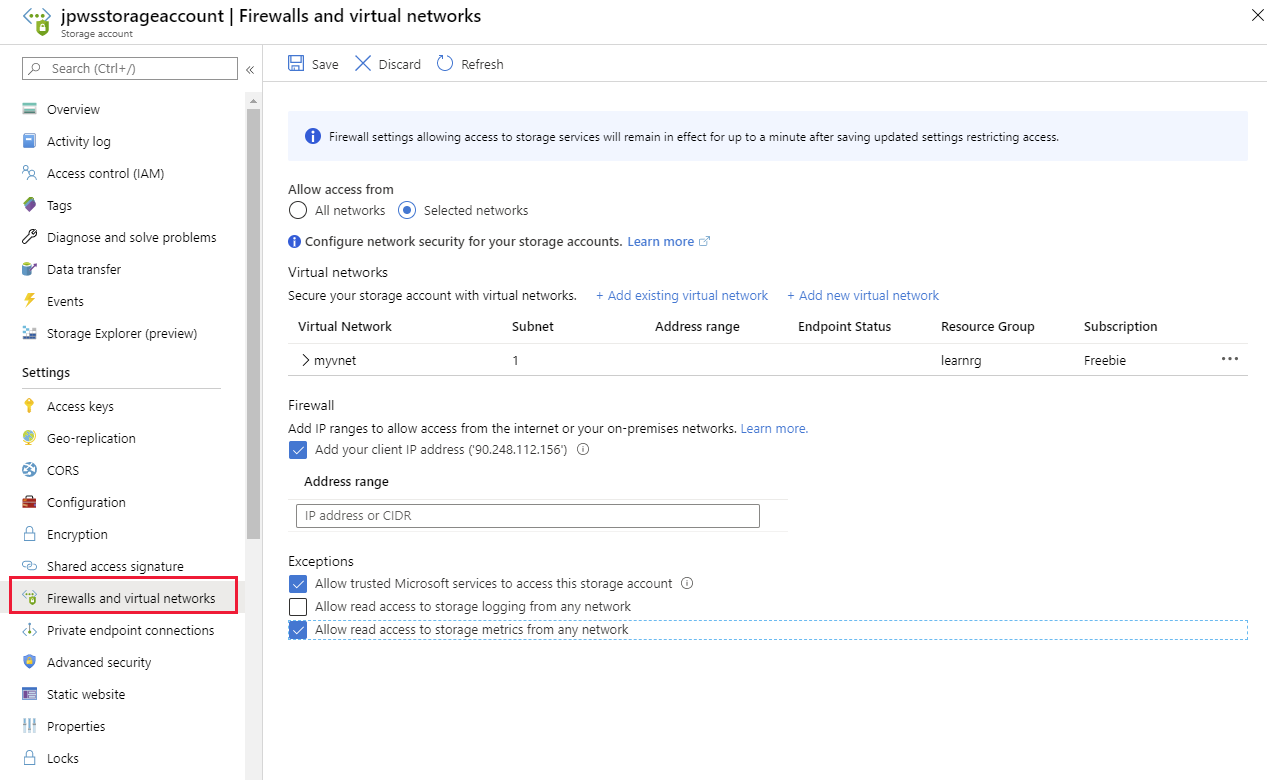 jpwsstorageaccount | Firewalls and virtual networks
Storage account
Search (Ctrl+/)
«
Overview
Activity log
Access control (IAM)
Tags
Diagnose and solve problems
Data transfer
Events
Storage Explorer (preview)
Settings
Access keys
Geo-replication
CORS
Configuration
Encryption
Shared access signature
Firewalls and virtual networks
Private endpoint connections
Advanced security
Static website
Properties
Locks
Save Discard Refresh
Firewall settings allowing access to storage services will remain in effect for up to a minute after saving updated settings restricting access.
Allow access from
All networks Selected networks
Configure network security for your storage accounts. Learn more
Virtual networks
Secure your storage account with virtual networks. + Add existing virtual network + Add new virtual network
Virtual Network Subnet Address range Endpoint Status Resource Group Subscription
myvnet 1 learnrg Freebie ...
Firewall
Add IP ranges to allow access from the internet or your on-premises networks. Learn more.
Add your client IP address ('90.248.112.156')
Address range
IP address or CIDR
Exceptions
Allow trusted Microsoft services to access this storage account
Allow read access to storage logging from any network
Allow read access to storage metrics from any network